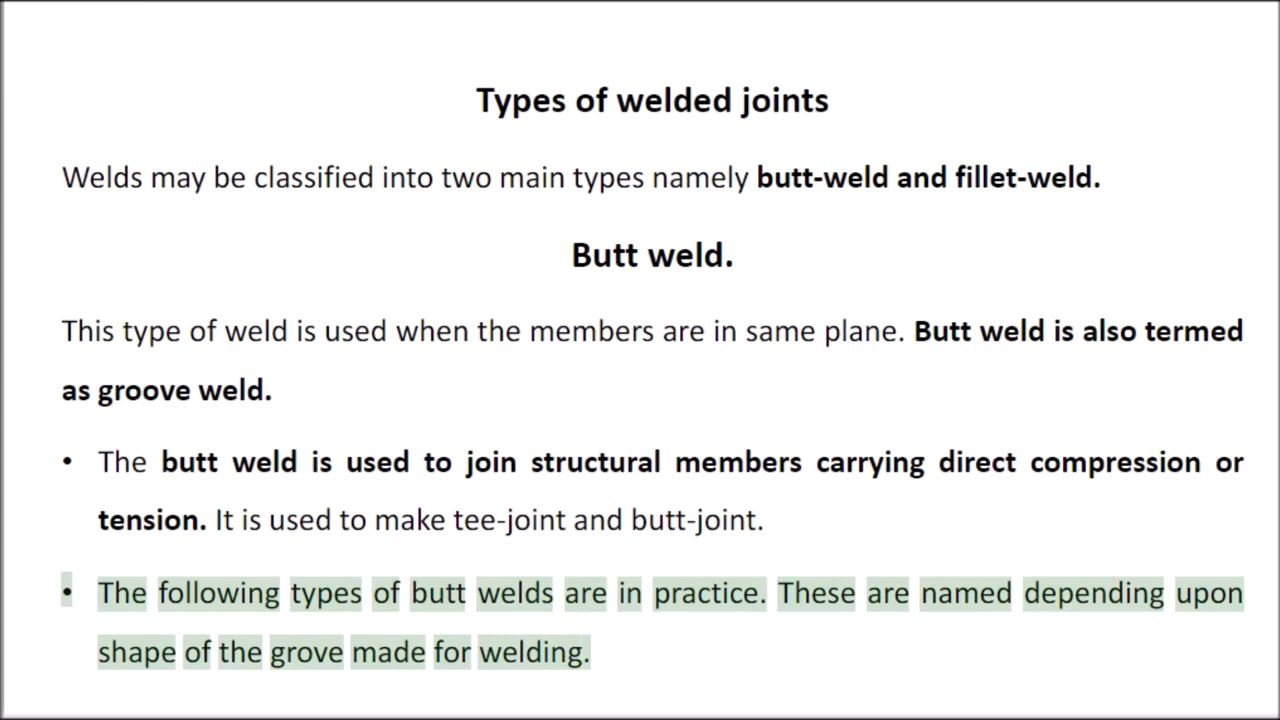 Types of welded joints
Welds may be classified into two main types namely butt-weld and fillet-weld.
Butt weld.
This type of weld is used when the members are in same plane. Butt weld is also termed
as groove weld.
• The butt weld is used to join structural members carrying direct compression or
tension. It is used to make tee-joint and butt-joint.
• The following types of butt welds are in practice. These are named depending upon
shape of the grove made for welding.